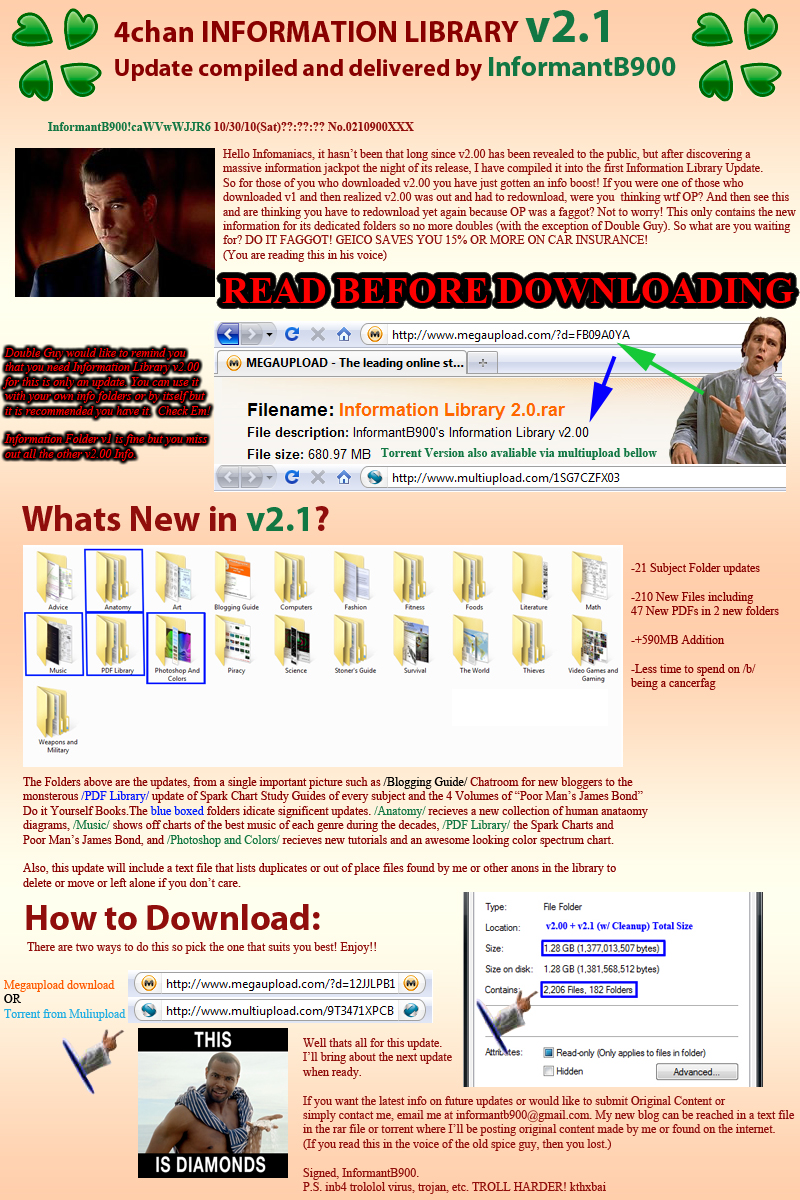 4chan INFORMATION LIBRARY v2.1
Update compiled and delivered by InformantB900
InformantB900!caWVwWJJR6 10/30/10(Sat)??:??:?? No.0210900XXX
Hello Infomaniacs, it hasn't been that long since v2.00 has been revealed to the public, but after discovering a
massive information jackpot the night of its release, I have compiled it into the first Information Library Update.
So for those of you who downloaded v2.00 you have just gotten an info boost! If you were one of those who
downloaded v1 and then realized v2.00 was out and had to redownload, were you thinking wtf OP? And then see this
and are thinking you have to redownload yet again because OP was a faggot? Not to worry! This only contains the new
information for its dedicated folders so no more doubles (with the exception of Double Guy). So what are you waiting
for? DO IT FAGGOT! GEICO SAVES YOU 15% OR MORE ON CAR INSURANCE!
(You are reading this in his voice)
READ BEFORE DOWNLOADING
Double Guy would like to remind you
that you need Information Library v2.00
for this is only an update. You can use it
with your own info folders or by itself but
it is recommended you have it. Check Em!
Information Folder v1 is fine but you miss
out all the other v2.00 Info.
http://www.megaupload.com/?d=FB09A0YA
MEGAUPLOAD - The leading online st...
Filename: Information Library 2.0.rar
File description: InformantB900's Information Library v2.00
File size: 680.97 MB Torrent Version also avaliable via multiupload bellow
http://www.multiupload.com/1SG7CZFX03
Whats New in v2.1?
Advice Anatomy Art Blogging Guide Computers Fashion Fitness Foods Literature Math
Music PDF Library Photoshop And Colors Piracy Science Stoner's Guide Survival The World Thieves Video Games and Gaming
Weapons and Military
-21 Subject Folder updates
-210 New Files including
47 New PDFs in 2 new folders
-+590MB Addition
-Less time to spend on /b/
being a cancerfag
The Folders above are the updates, from a single important picture such as /Blogging Guide/ Chatroom for new bloggers to the
monsterous /PDF Library/ update of Spark Chart Study Guides of every subject and the 4 Volumes of "Poor Man's James Bond"
Do it Yourself Books.The blue boxed folders idicate significent updates. /Anatomy/ recieves a new collection of human anataomy
diagrams, /Music/ shows off charts of the best music of each genre during the decades, /PDF Library/ the Spark Charts and
Poor Man's James Bond, and /Photoshop and Colors/ recieves new tutorials and an awesome looking color spectrum chart.
Also, this update will include a text file that lists duplicates or out of place files found by me or other anons in the library to
delete or move or left alone if you don't care.
How to Download:
There are two ways to do this so pick the one that suits you best! Enjoy!!
Megaupload download
OR
Torrent from Muliupload
http://www.megaupload.com/?d=12JJLPB1
http://www.multiupload.com/9T3471XPCB
Type: File Folder
Location: v2.00 + v2.1 (w/ Cleanup) Total Size
Size: 1.28 GB (1,377,013,507 bytes)
Size on disk: 1.28 GB (1,381,568,512 bytes)
Contains: 2,206 Files, 182 Folders
Attributes: Read-only (Only applies to files in folder)
Hidden Advanced...
THIS
IS DIAMONDS
Well thats all for this update.
I'll bring about the next update
when ready.
If you want the latest info on future updates or would like to submit Original Content or
simply contact me, email me at informantb900@gmail.com. My new blog can be reached in a text file
in the rar file or torrent where I'll be posting original content made by me or found on the internet.
(If you read this in the voice of the old spice guy, then you lost.)
Signed, InformantB900.
P.S. inb4 trololol virus, trojan, etc. TROLL HARDER! kthxbai